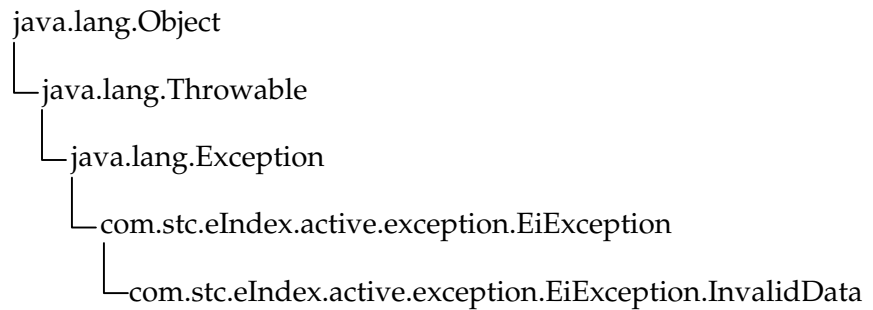 java.lang.Object
java.lang.Throwable
java.lang.Exception
com.stc.eIndex.active.exception.EiException
com.stc.eIndex.active.exception.EiException.InvalidData